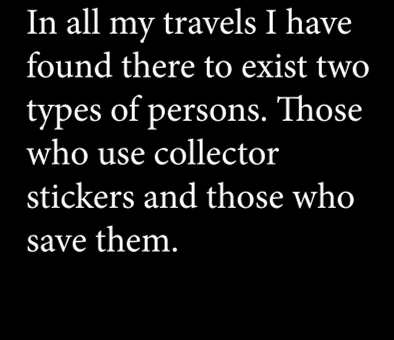 In all my travels I have
found there to exist two
types of persons. Those
who use collector
stickers and those who
save them.